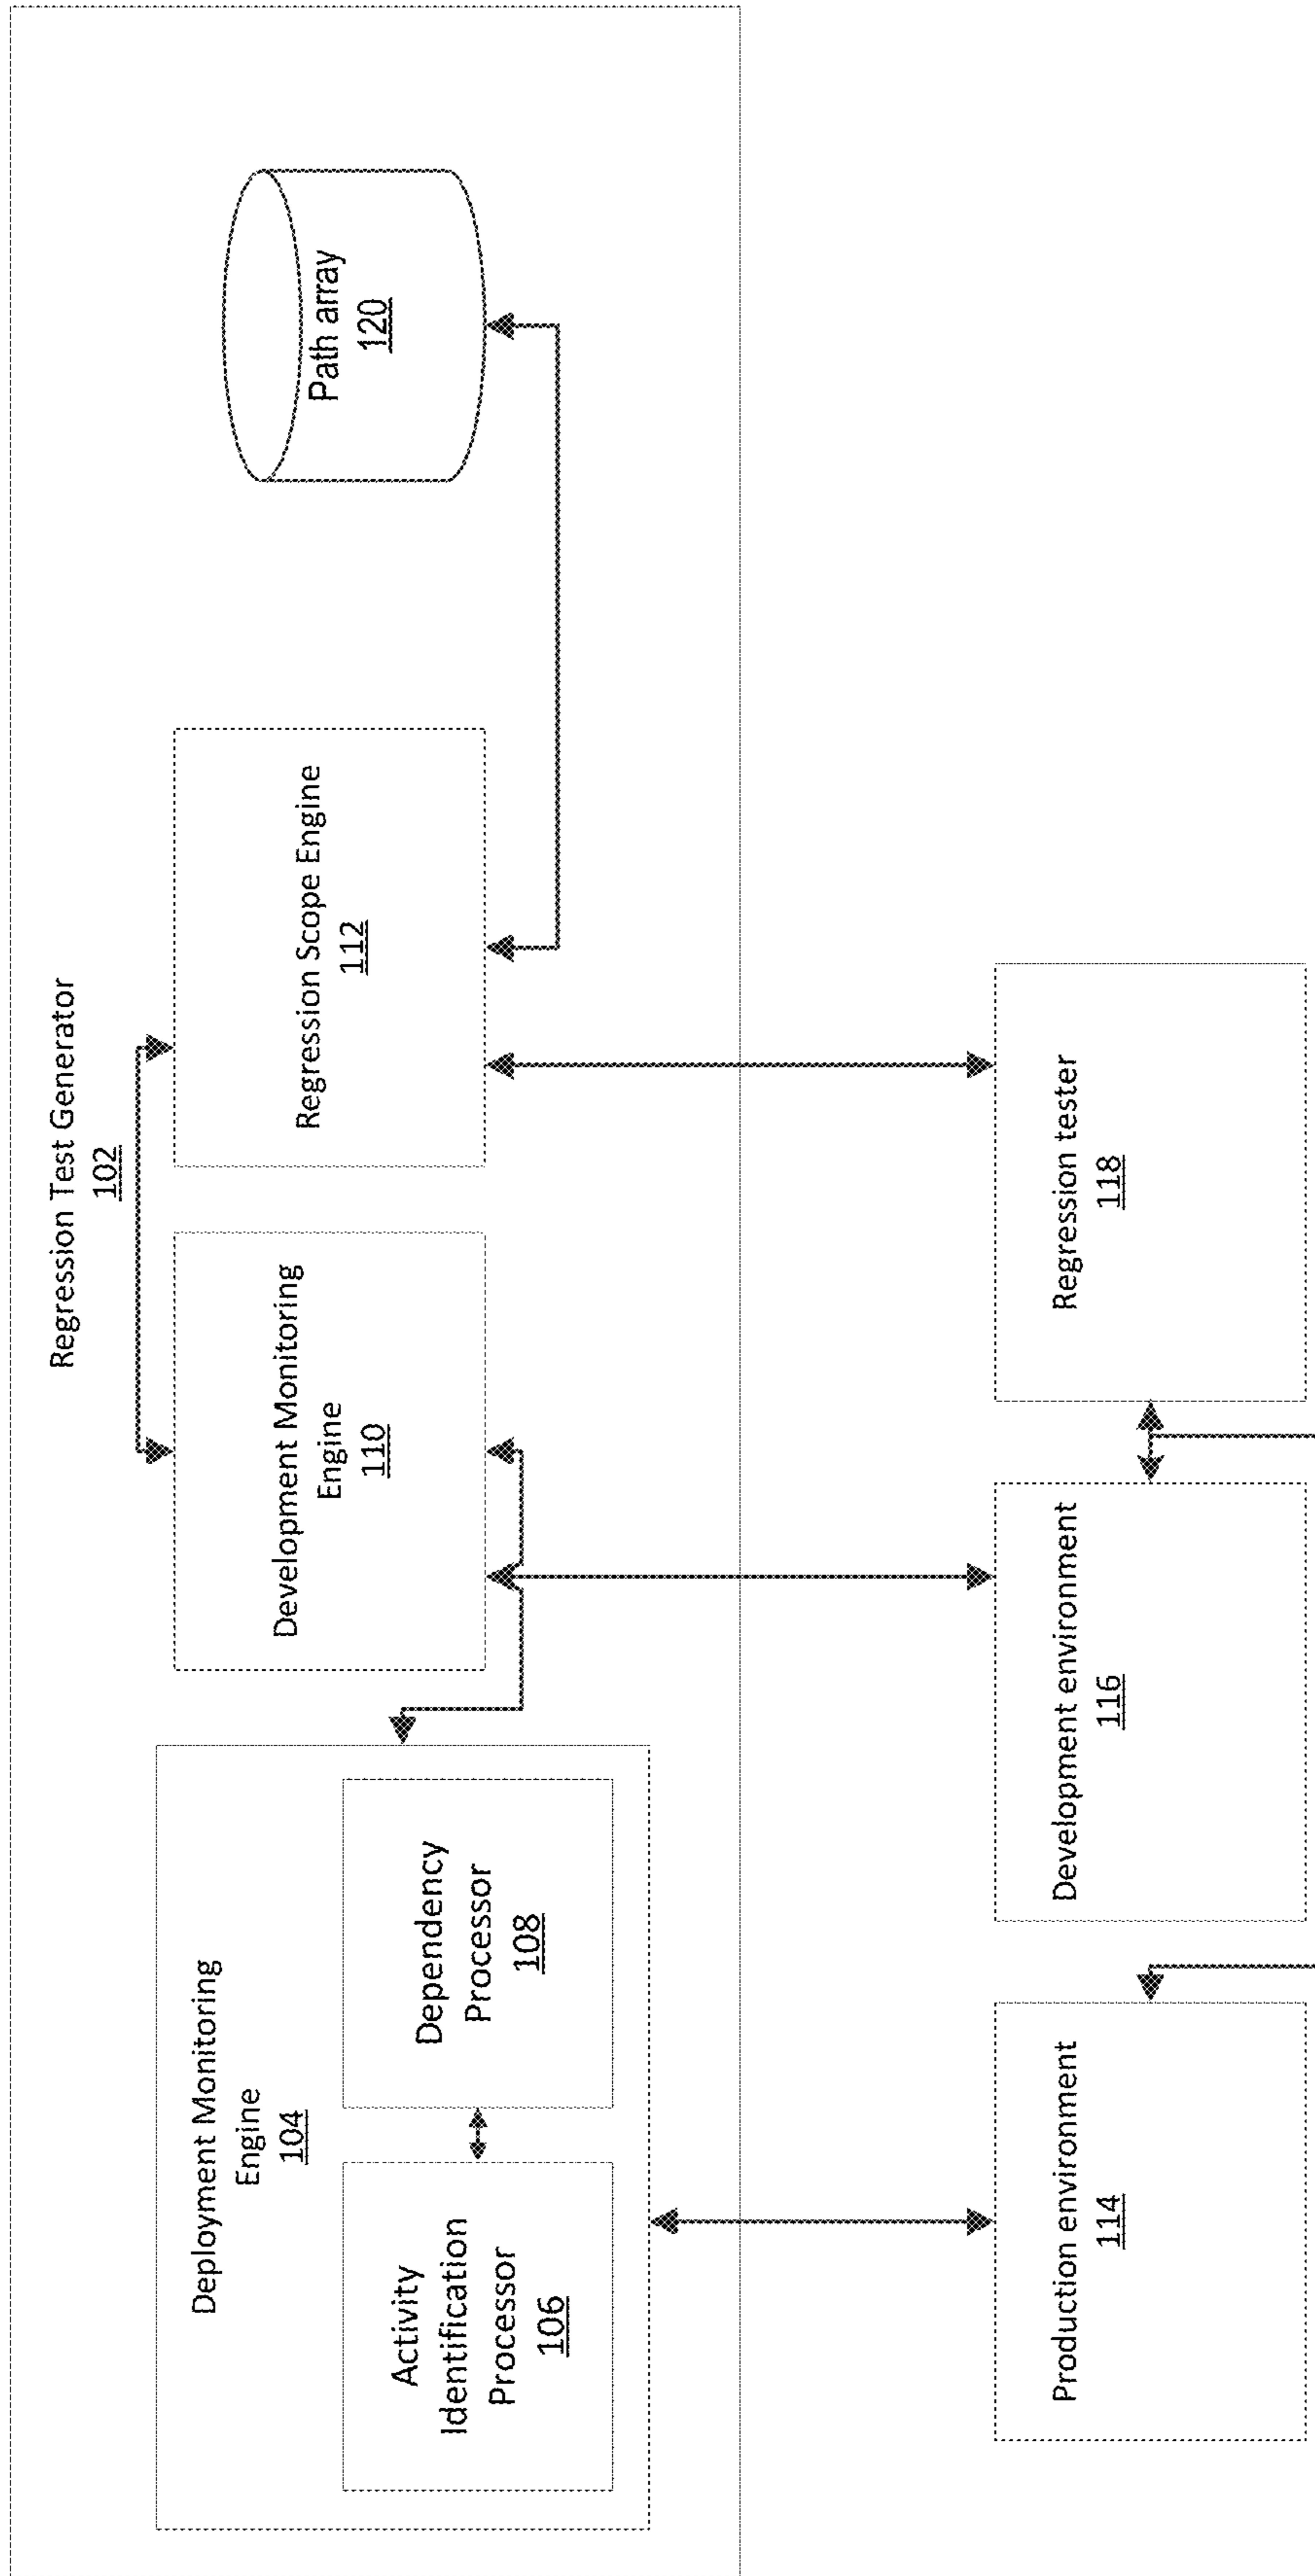 Regression Test Generator
102
Deployment Monitoring
Engine
104
Activity
Identification
Processor
106
Dependency
Processor
108
Development Monitoring
Engine
110
Regression Scope Engine
112
Path array
120
Production environment
114
Development environment
116
Regression tester
118